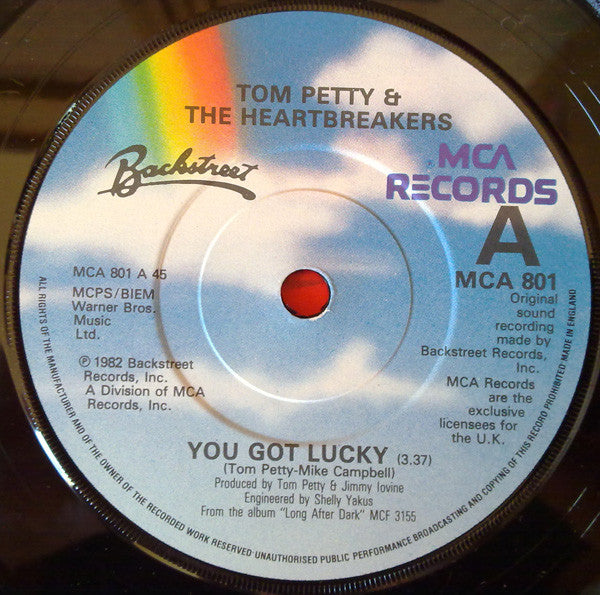 TOM PETTY &
THE HEARTBREAKERS
Backstreet
MCA
RECORDS
A
MCA 801
MCA 801 A 45
MCPS/BIEM
Warner Bros.
Music
Ltd.
℗ 1982 Backstreet
Records, Inc.
A Division of MCA
Records, Inc.
Original
sound
recording
made by
Backstreet Records,
Inc.
MCA Records
are the
exclusive
licensees for
the U.K.
YOU GOT LUCKY (3.37)
(Tom Petty-Mike Campbell)
Produced by Tom Petty & Jimmy Iovine
Engineered by Shelly Yakus
From the album "Long After Dark" MCF 3155
ALL RIGHTS OF THE MANUFACTURER AND OF THE OWNER OF THE RECORDED WORK RESERVED·UNAUTHORISED PUBLIC PERFORMANCE BROADCASTING AND COPYING OF THIS RECORD PROHIBITED·MADE IN ENGLAND